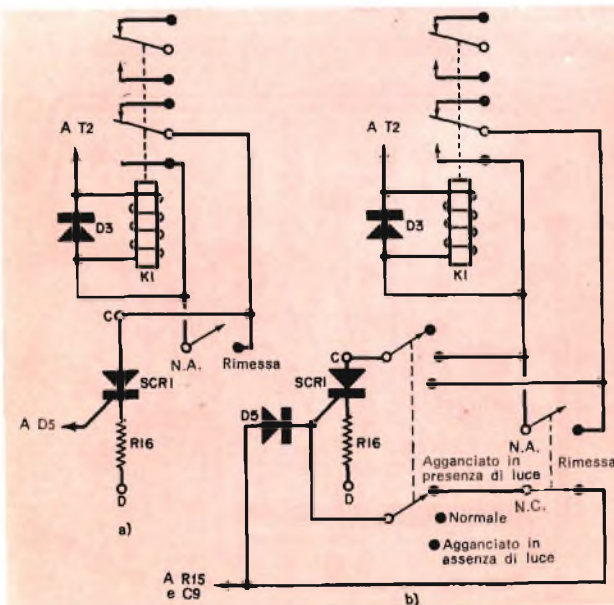 A T2
D3
K1
C
N.A.
Rimessa
SCR1
A D5
R16
D
a)
A T2
D3
K1
C
SCR1
D5
R16
D
N.A.
Rimessa
Agganciato in
presenza di luce
N.C.
Normale
Agganciato in
assenza di luce
A R15
e C9
b)